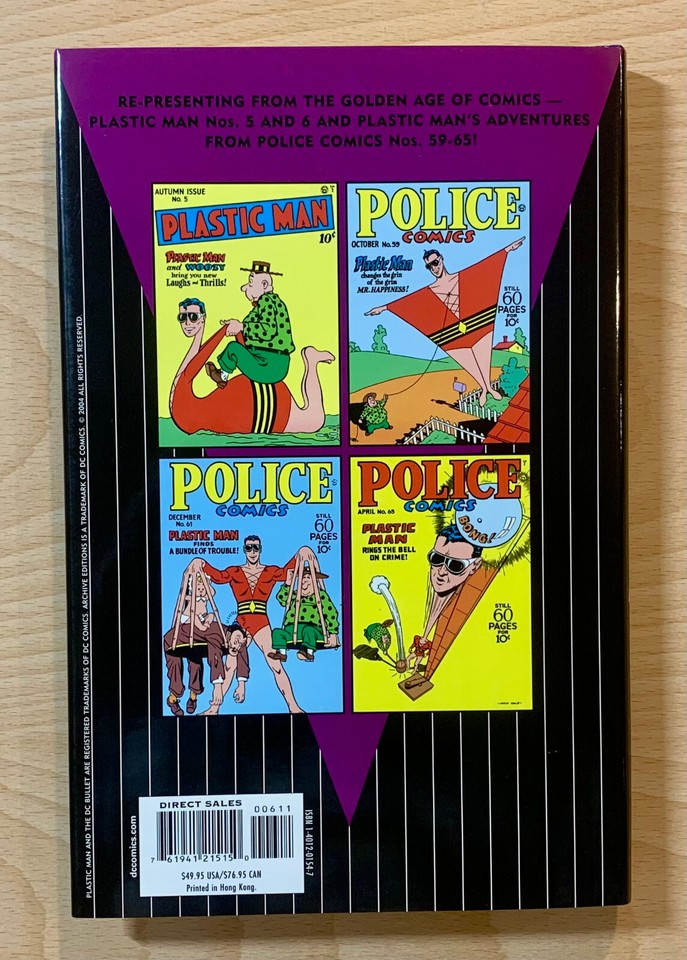 RE-PRESENTING FROM THE GOLDEN AGE OF COMICS —
PLASTIC MAN Nos. 5 AND 6 AND PLASTIC MAN'S ADVENTURES
FROM POLICE COMICS Nos. 59-65!
AUTUMN ISSUE
No. 5
PLASTIC MAN
10¢
PLASTIC MAN
and WOOZY
bring you new
Laughs and Thrills!
POLICE
COMICS
OCTOBER No. 59
Plastic Man
changes the grin
of the grim
MR. HAPPINESS!
STILL
60
PAGES
FOR
10¢
POLICE
COMICS
DECEMBER
No. 61
PLASTIC MAN
FINDS
A BUNDLE OF TROUBLE!
STILL
60
PAGES
FOR
10¢
POLICE
COMICS
APRIL No. 65
PLASTIC
MAN
RINGS THE BELL
ON CRIME!
BONG!
STILL
60
PAGES
FOR
10¢
PLASTIC MAN AND THE DC BULLET ARE REGISTERED TRADEMARKS OF DC COMICS. ARCHIVE EDITIONS IS A TRADEMARK OF DC COMICS. © 2004 ALL RIGHTS RESERVED.
dccomics.com
DIRECT SALES
00611
7 61941 21515 0
$49.95 USA/$76.95 CAN
Printed in Hong Kong.
ISBN 1-4012-0154-7